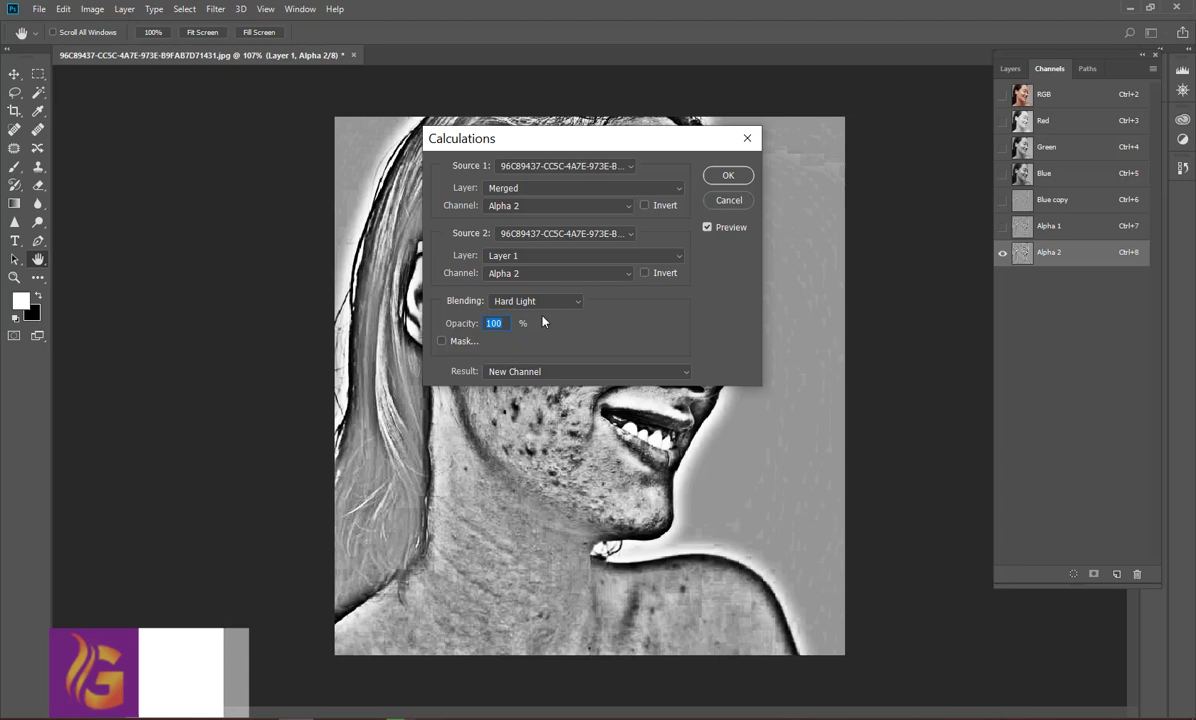 Ps File Edit Image Layer Type Select Filter 3D View Window Help
Scroll All Windows 100% Fit Screen Fill Screen
96C89437-CC5C-4A7E-973E-B9FAB7D71431.jpg @ 107% (Layer 1, Alpha 2/8) *
Layers Channels Paths
RGB Ctrl+2
Red Ctrl+3
Green Ctrl+4
Blue Ctrl+5
Blue copy Ctrl+6
Alpha 1 Ctrl+7
Alpha 2 Ctrl+8
Calculations
Source 1: 96C89437-CC5C-4A7E-973E-B...
Layer: Merged
Channel: Alpha 2 Invert
Source 2: 96C89437-CC5C-4A7E-973E-B...
Layer: Layer 1
Channel: Alpha 2 Invert
Blending: Hard Light
Opacity: 100 %
Mask...
Result: New Channel
OK
Cancel
Preview
G